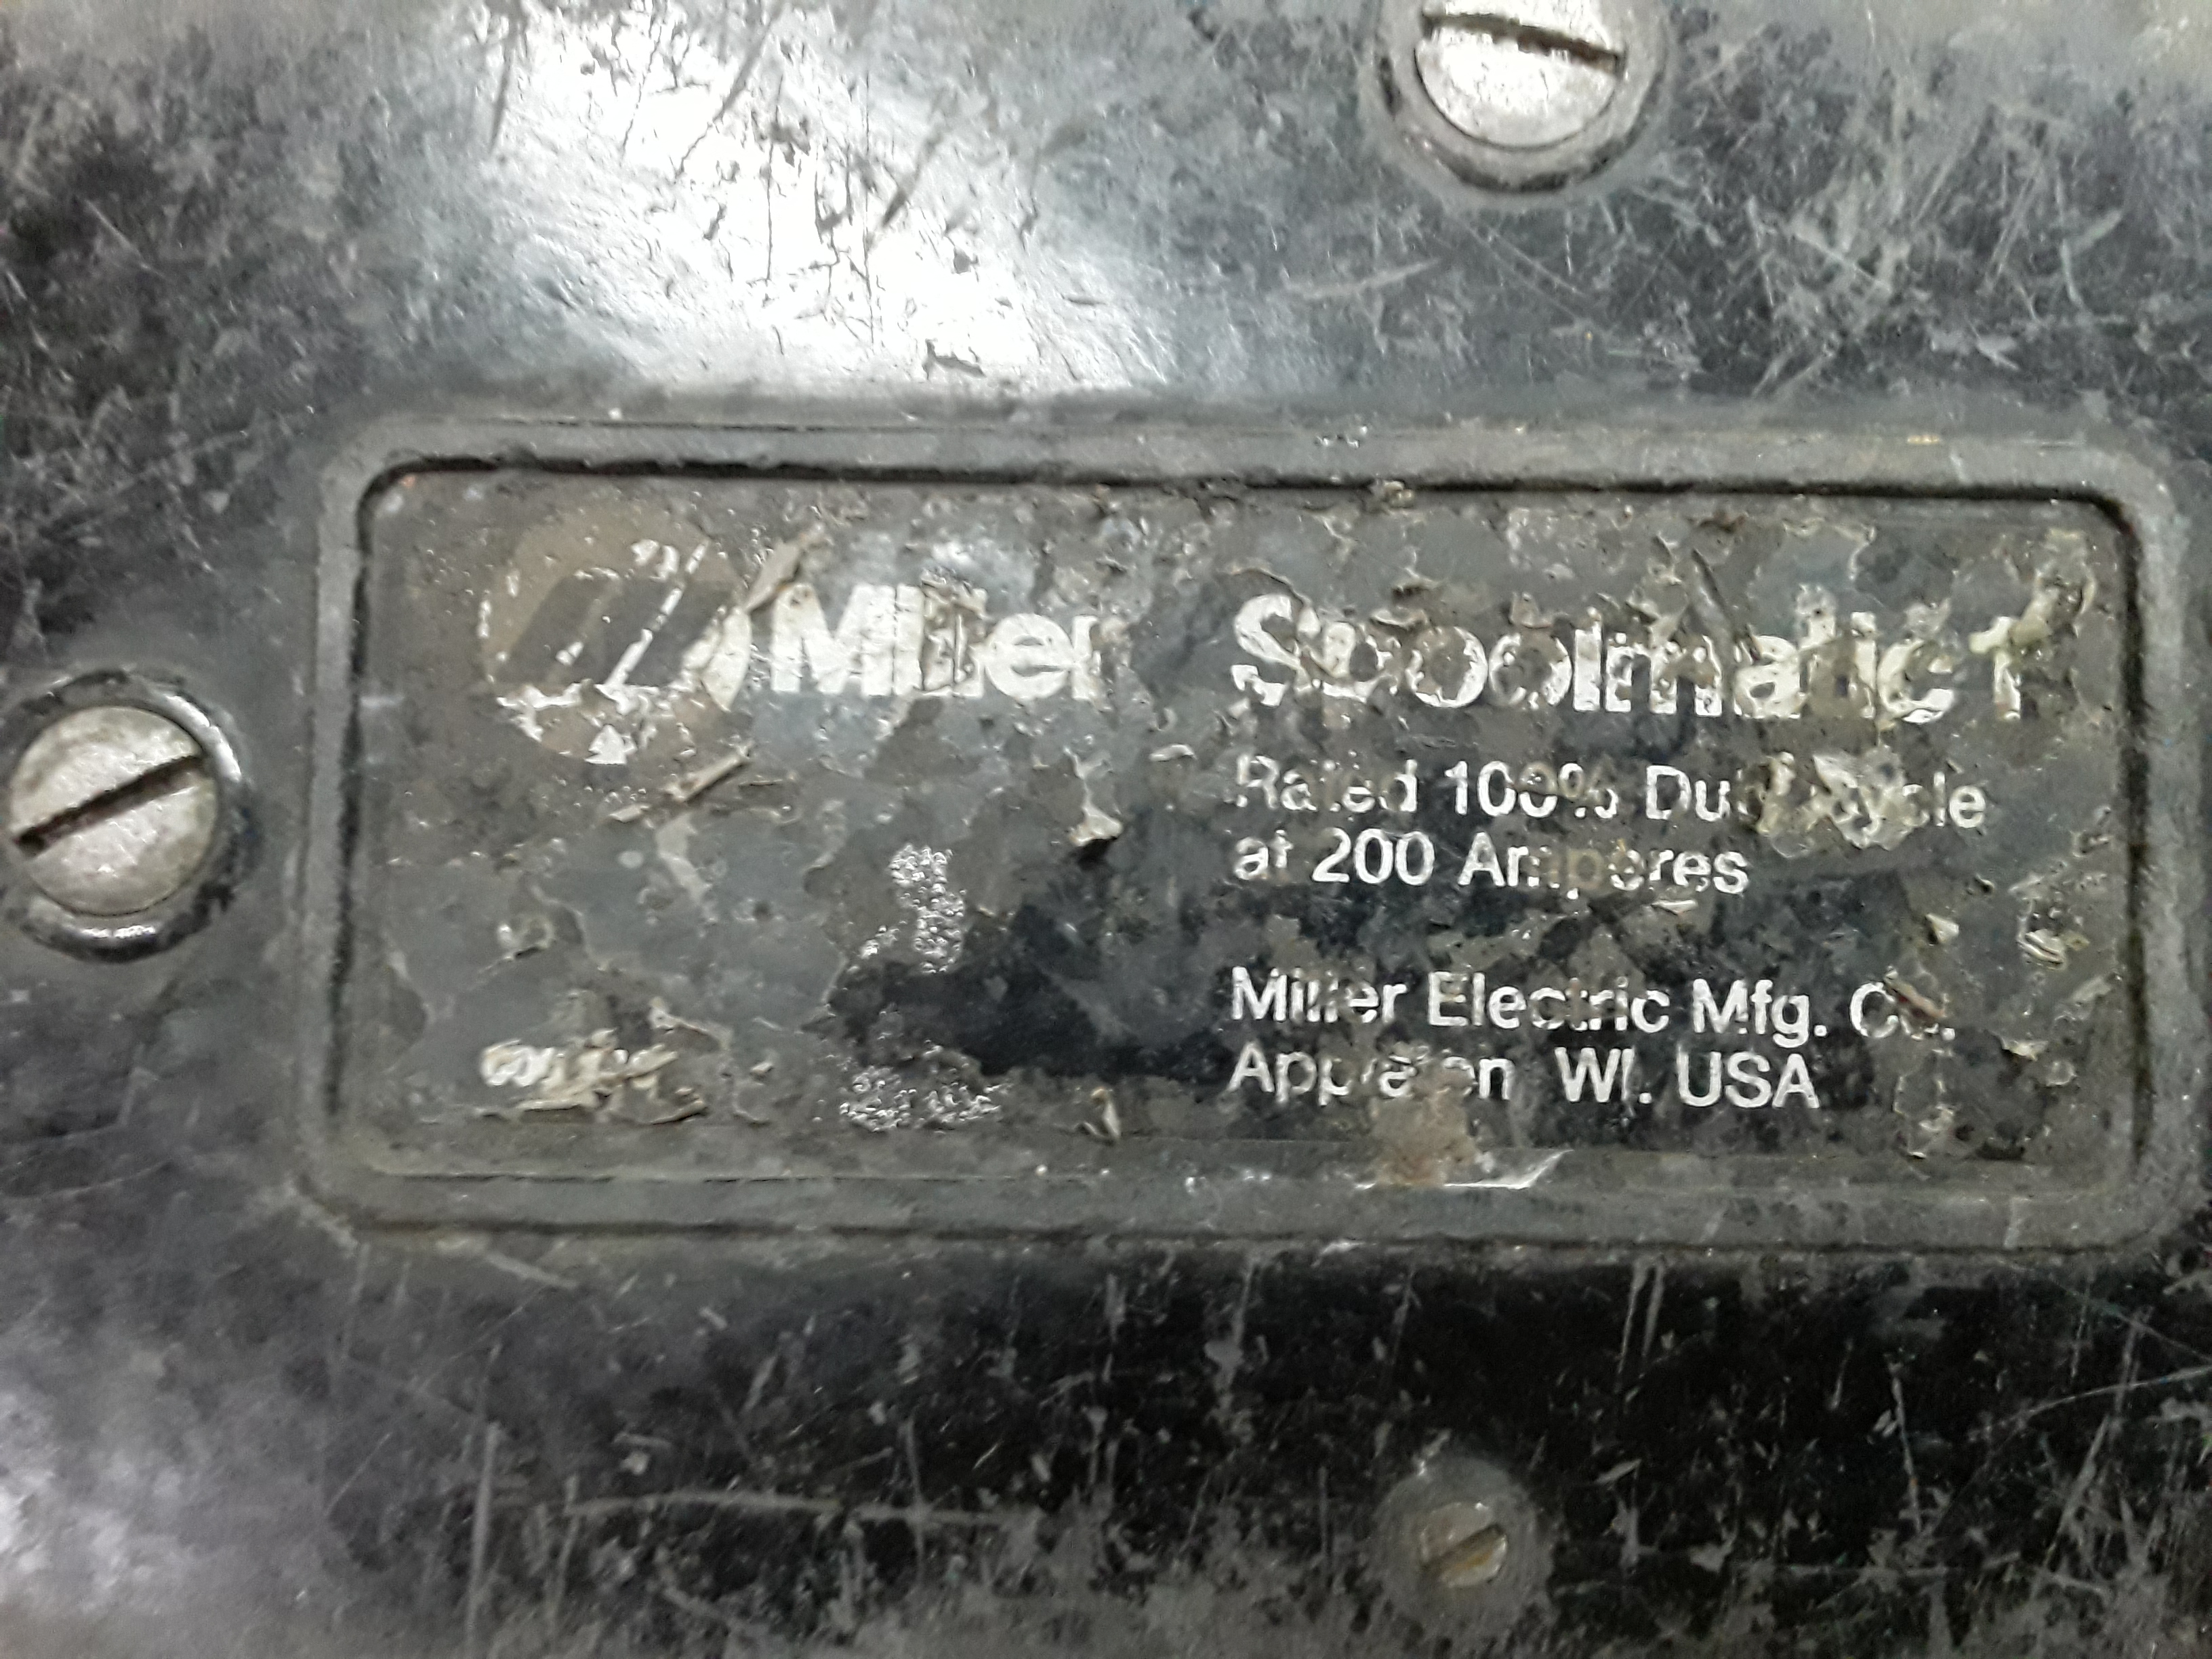 Miller Spoolmatic 1
Rated 100% Duty Cycle
at 200 Amperes
Miller Electric Mfg. Co.
Appleton, WI. USA